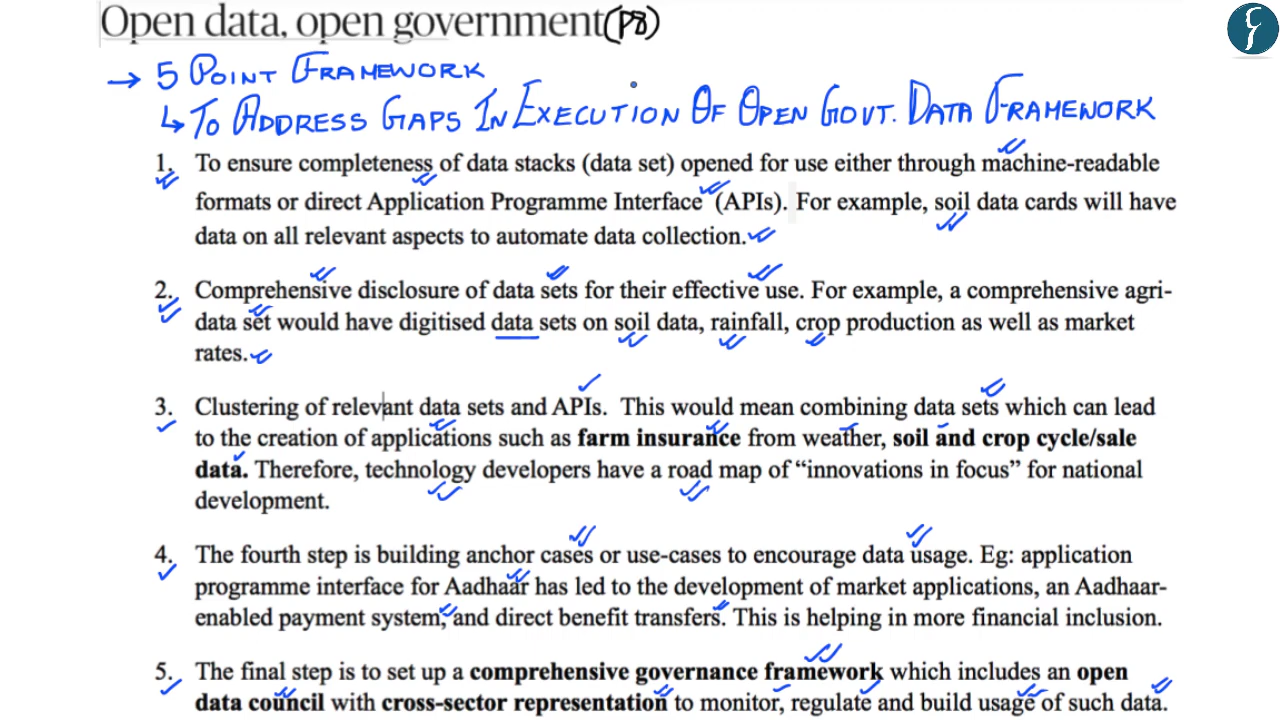 Open data, open government (P8)
→ 5 POINT FRAMEWORK
↳ TO ADDRESS GAPS IN EXECUTION OF OPEN GOVT. DATA FRAMEWORK
1. To ensure completeness of data stacks (data set) opened for use either through machine-readable
formats or direct Application Programme Interface (APIs). For example, soil data cards will have
data on all relevant aspects to automate data collection.
2. Comprehensive disclosure of data sets for their effective use. For example, a comprehensive agri-
data set would have digitised data sets on soil data, rainfall, crop production as well as market
rates.
3. Clustering of relevant data sets and APIs. This would mean combining data sets which can lead
to the creation of applications such as farm insurance from weather, soil and crop cycle/sale
data. Therefore, technology developers have a road map of “innovations in focus” for national
development.
4. The fourth step is building anchor cases or use-cases to encourage data usage. Eg: application
programme interface for Aadhaar has led to the development of market applications, an Aadhaar-
enabled payment system, and direct benefit transfers. This is helping in more financial inclusion.
5. The final step is to set up a comprehensive governance framework which includes an open
data council with cross-sector representation to monitor, regulate and build usage of such data.